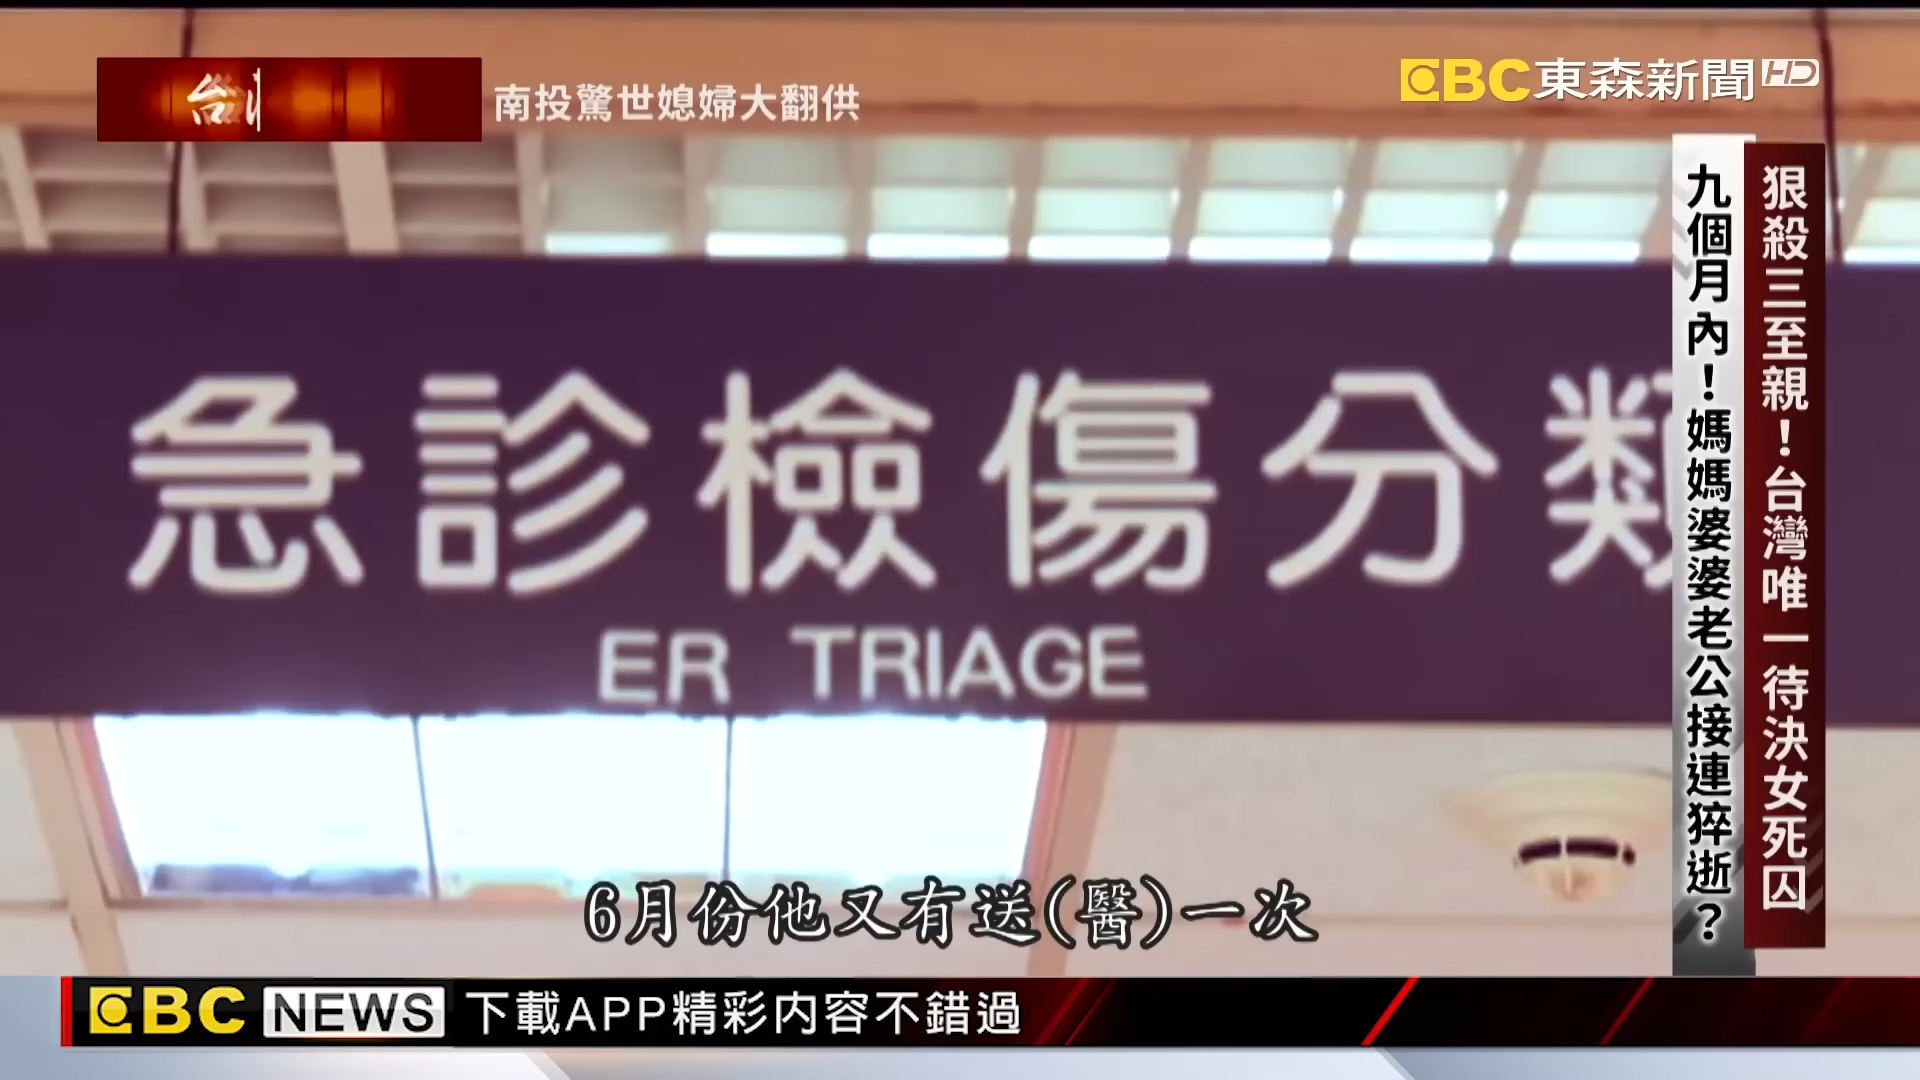 南投驚世媳婦大翻供
EBC東森新聞HD
狠殺三至親！台灣唯一待決女死囚
九個月內！媽媽婆婆老公接連猝逝？
急診檢傷分類
ER TRIAGE
6月份他又有送(醫)一次
EBC NEWS 下載APP精彩內容不錯過